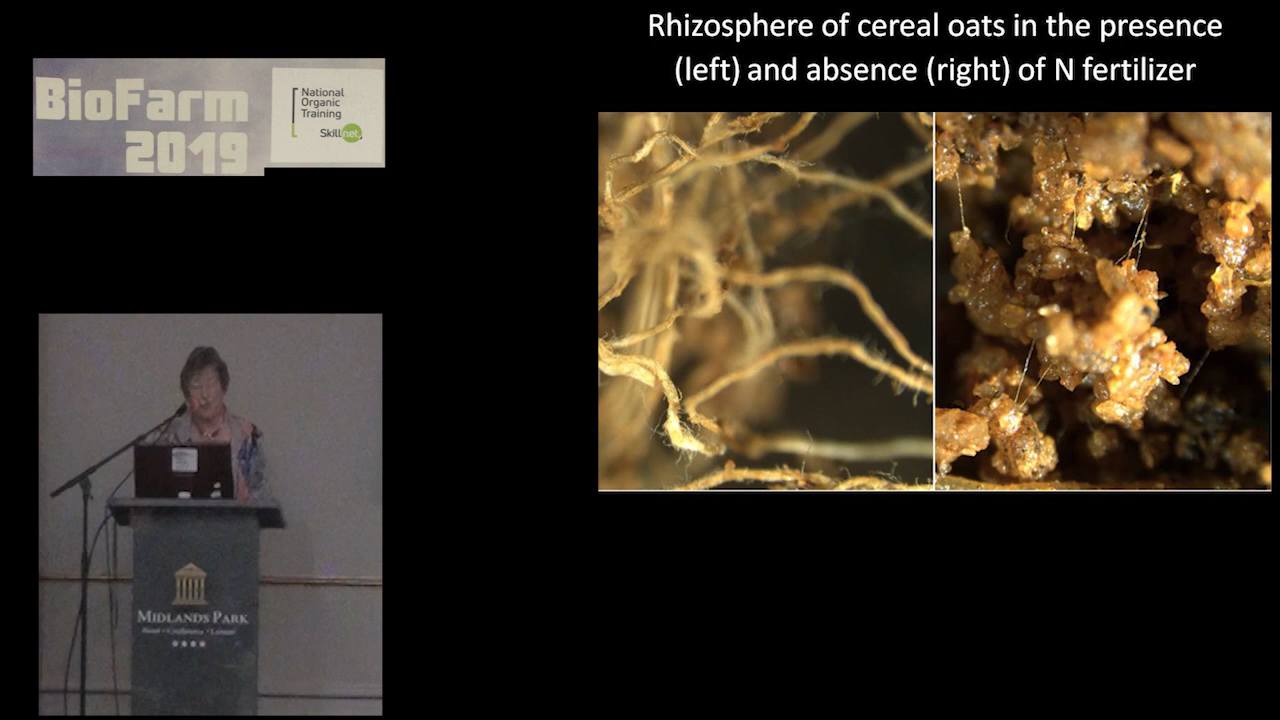 Rhizosphere of cereal oats in the presence
(left) and absence (right) of N fertilizer
BioFarm
2019
National
Organic
Training
Skillnet
MIDLANDS PARK
Hotel • Conference • Leisure